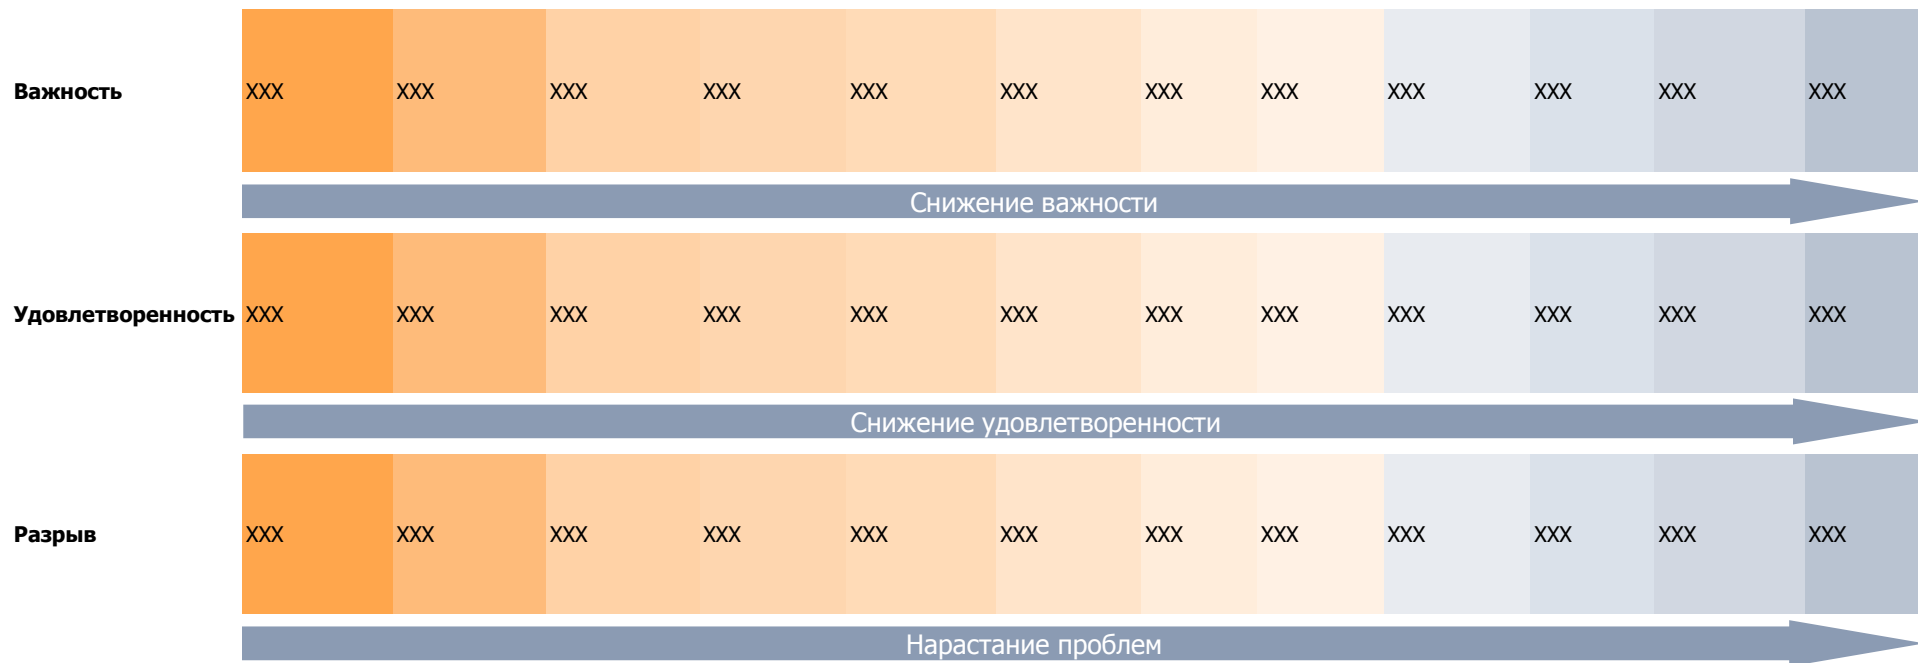 Важность XXX XXX XXX XXX XXX XXX XXX XXX XXX XXX XXX XXX
Снижение важности
Удовлетворенность XXX XXX XXX XXX XXX XXX XXX XXX XXX XXX XXX XXX
Снижение удовлетворенности
Разрыв XXX XXX XXX XXX XXX XXX XXX XXX XXX XXX XXX XXX
Нарастание проблем